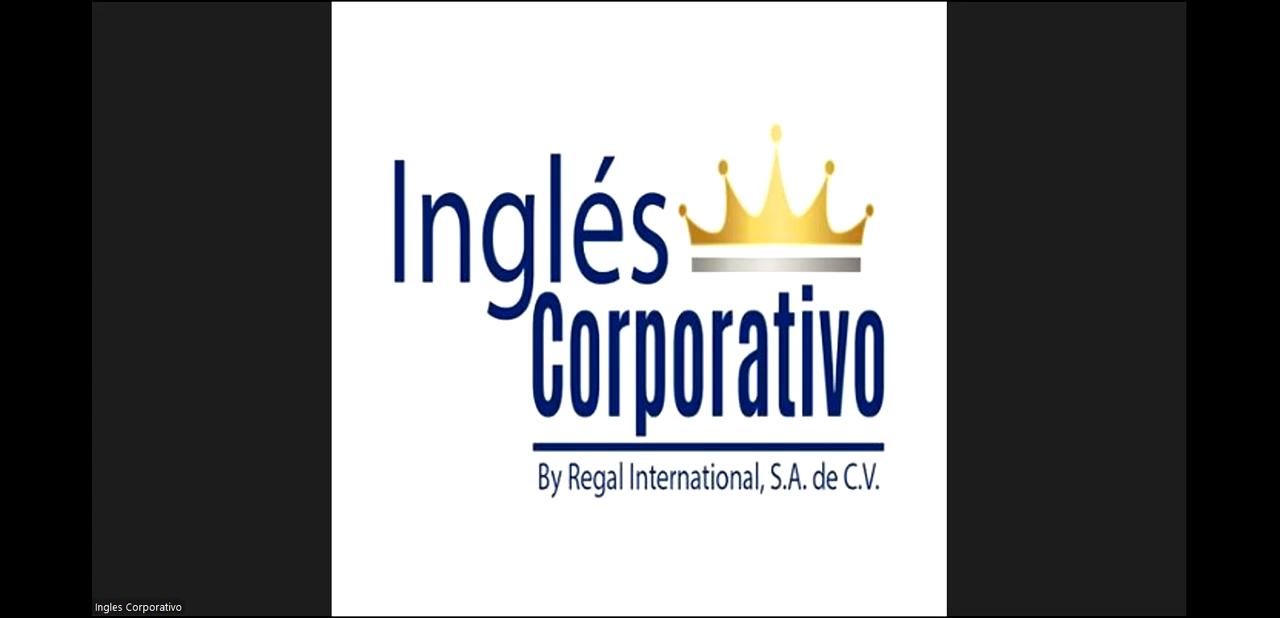 Inglés
Corporativo
By Regal International, S.A. de C.V.
Ingles Corporativo